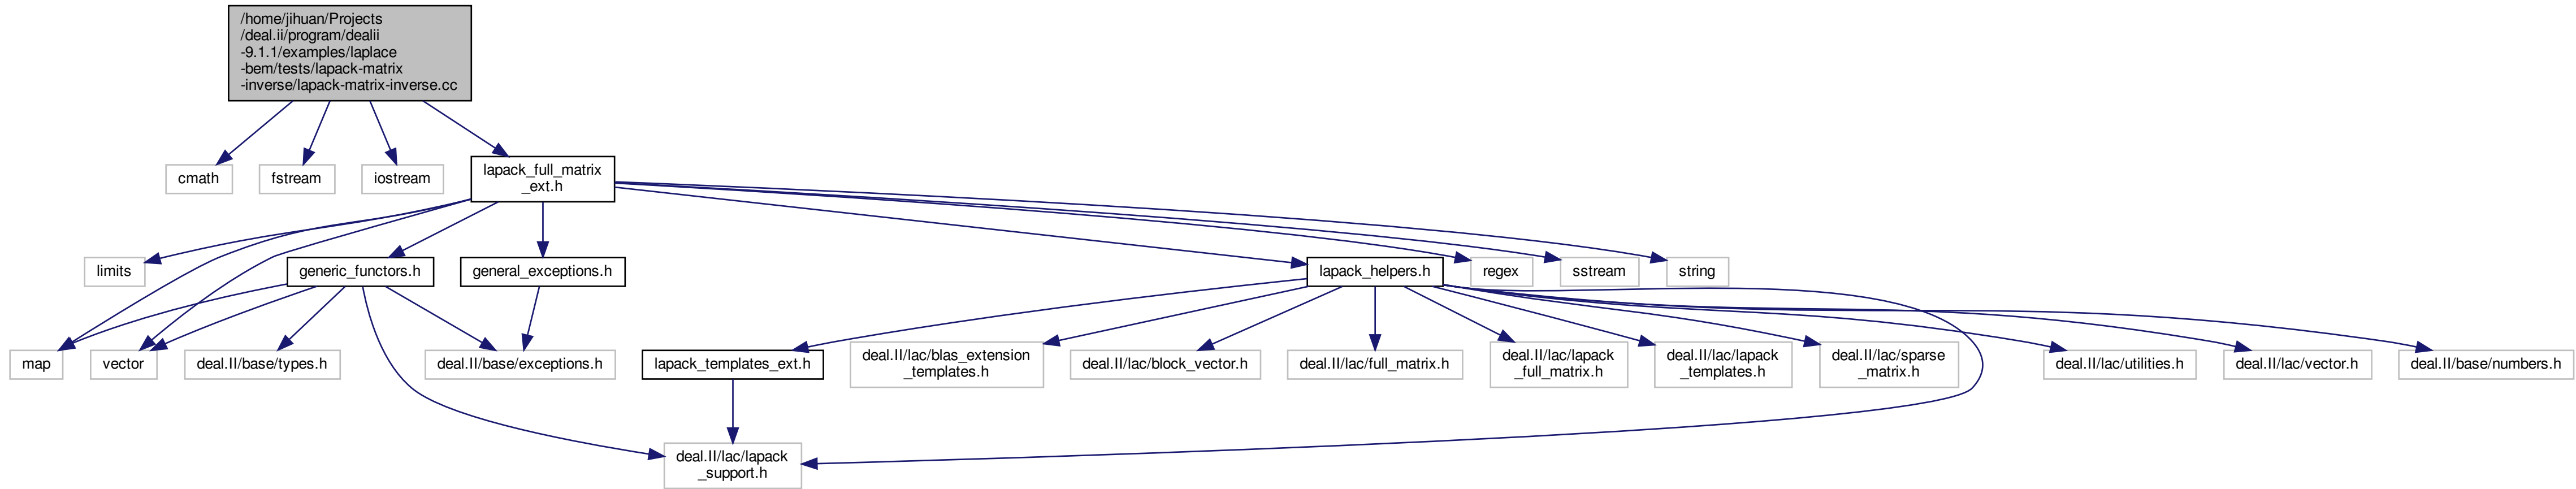 /home/jihuan/Projects
/deal.ii/program/dealii
-9.1.1/examples/laplace
-bem/tests/lapack-matrix
-inverse/lapack-matrix-inverse.cc
cmath
fstream
iostream
lapack_full_matrix
_ext.h
limits
generic_functors.h
general_exceptions.h
lapack_helpers.h
regex
sstream
string
map
vector
deal.II/base/types.h
deal.II/base/exceptions.h
lapack_templates_ext.h
deal.II/lac/blas_extension
_templates.h
deal.II/lac/block_vector.h
deal.II/lac/full_matrix.h
deal.II/lac/lapack
_full_matrix.h
deal.II/lac/lapack
_templates.h
deal.II/lac/sparse
_matrix.h
deal.II/lac/utilities.h
deal.II/lac/vector.h
deal.II/base/numbers.h
deal.II/lac/lapack
_support.h